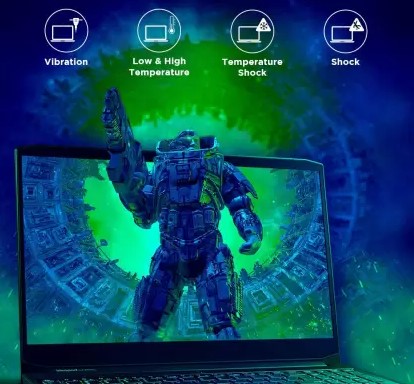 Vibration
Low & High
Temperature
Temperature
Shock
Shock